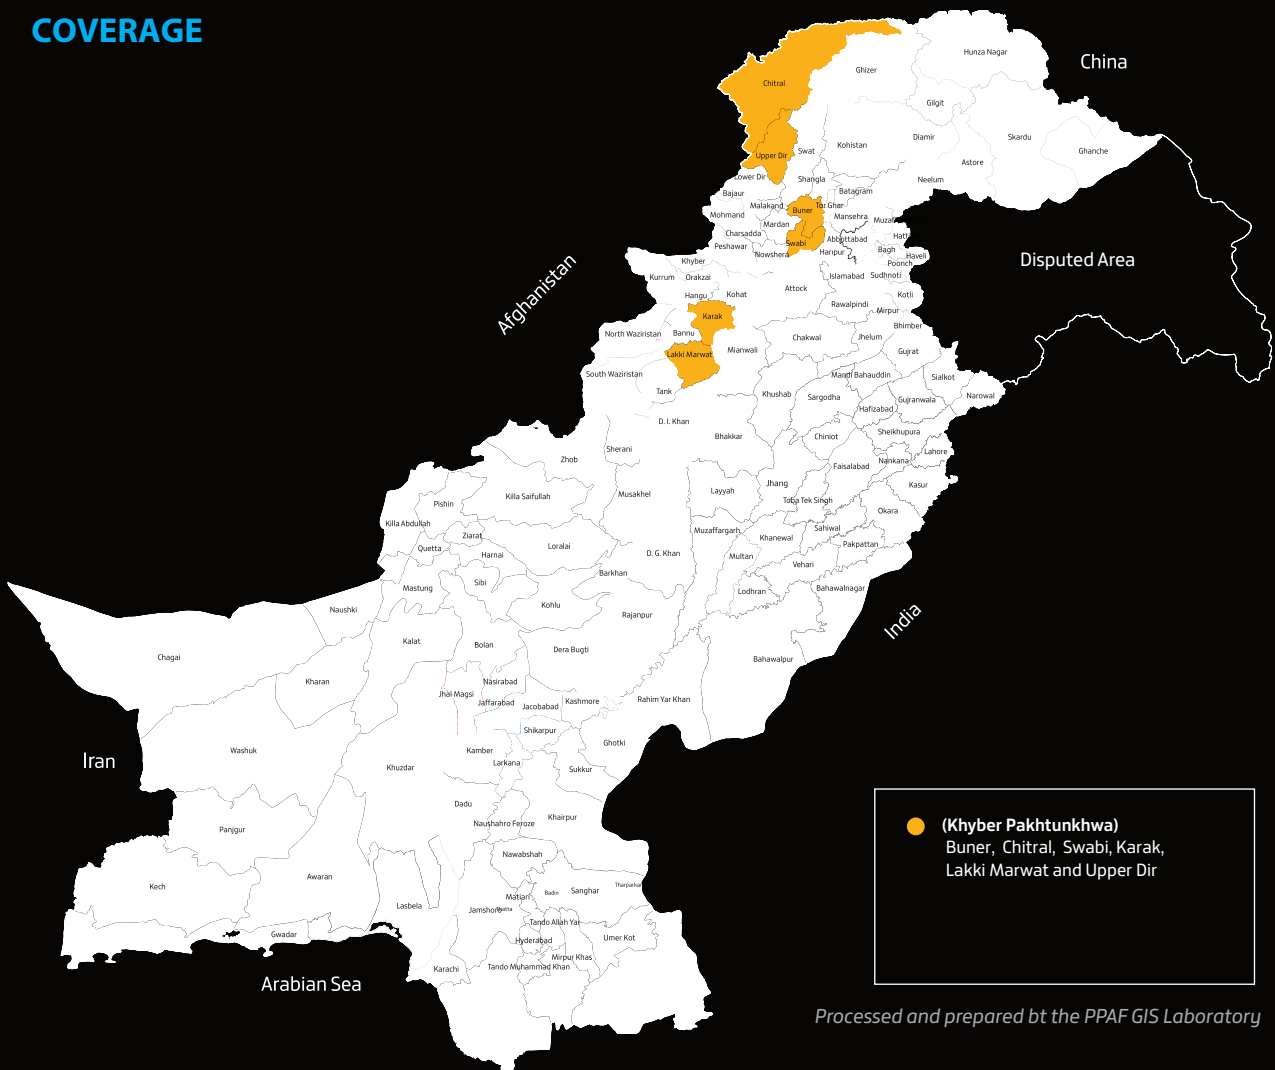 COVERAGE
China
Hunza Nagar
Ghizer
Chitral
Gilgit
Skardu
Diamir
Ghanche
Kohistan
Swat
Upper Dir
Astore
Lower Dir
Shangla
Neelum
Bajaur
Batagram
Malakand
Buner
Tor Ghar
Mohmand
Mansehra
Muzaf
Mardan
Charsadda
Hatt
Swabi
Abbottabad
Peshawar
Nowshera
Haripur
Bagh
Haveli
Disputed Area
Khyber
Poonch
Kurrum
Orakzai
Islamabad
Sudhnoti
Afghanistan
Hangu
Kohat
Attock
Kotli
Rawalpindi
Mirpur
Karak
Bhimber
North Waziristan
Bannu
Chakwal
Jhelum
Lakki Marwat
Mianwali
Gujrat
South Waziristan
Mandi Bahauddin
Sialkot
Tank
Khushab
Sargodha
Gujranwala
Narowal
Hafizabad
D. I. Khan
Bhakkar
Chiniot
Sheikhupura
Sherani
Lahore
Zhob
Faisalabad
Nankana
Musakhel
Layyah
Jhang
Kasur
Killa Saifullah
Toba Tek Singh
Pishin
Okara
Killa Abdullah
Ziarat
Muzaffargarh
Khanewal
Sahiwal
Pakpattan
Quetta
Harnai
Loralai
D. G. Khan
Multan
Vehari
Barkhan
Mastung
Sibi
Lodhran
Bahawalnagar
Naushki
Kohlu
Rajanpur
India
Kalat
Bolan
Dera Bugti
Chagai
Bahawalpur
Kharan
Nasirabad
Jhal Magsi
Jaffarabad
Jacobabad
Kashmore
Rahim Yar Khan
Shikarpur
Ghotki
Iran
Washuk
Kamber
Larkana
Khuzdar
Sukkur
Dadu
Khairpur
Naushahro Feroze
Panjgur
Nawabshah
Kech
Awaran
Tharparkar
Sanghar
Badin
Matiari
Lasbela
Jamshoro
Thatta
Tando Allah Yar
Gwadar
Hyderabad
Umer Kot
Mirpur Khas
Karachi
Tando Muhammad Khan
Arabian Sea
(Khyber Pakhtunkhwa)
Buner, Chitral, Swabi, Karak,
Lakki Marwat and Upper Dir
Processed and prepared bt the PPAF GIS Laboratory